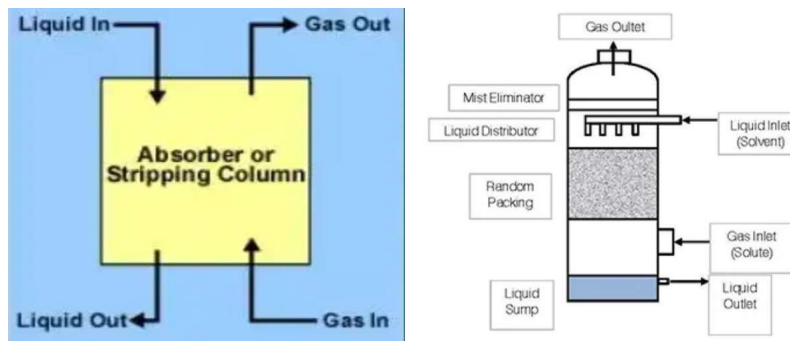 Liquid In
Gas Out
Absorber or
Stripping Column
Liquid Out
Gas In
Gas Oultet
Mist Eliminator
Liquid Distributor
Liquid Inlet
(Solvent)
Random
Packing
Gas Inlet
(Solute)
Liquid
Sump
Liquid
Outlet